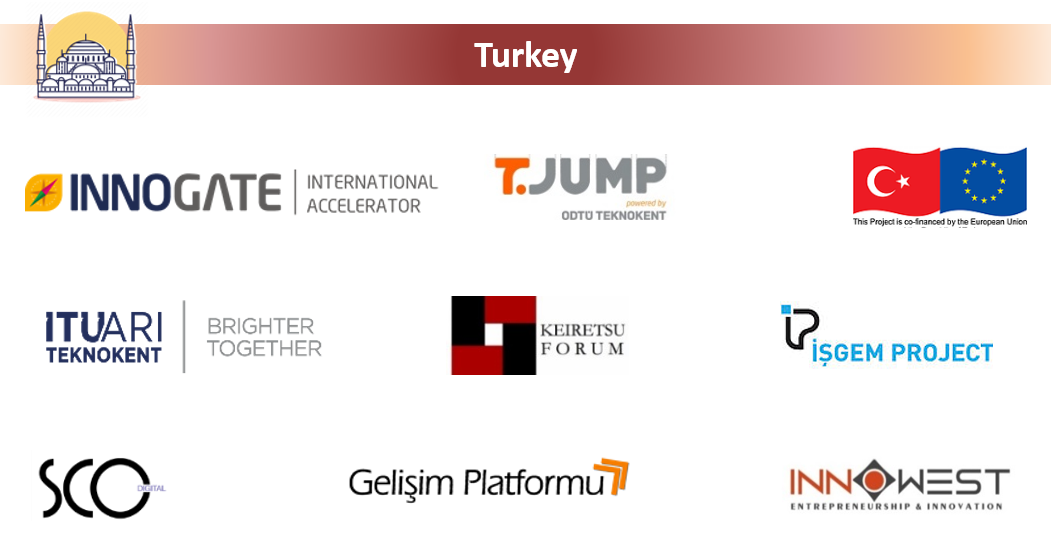 Turkey
INNOGATE
INTERNATIONAL
ACCELERATOR
T.JUMP
powered by
ODTÜ TEKNOKENT
This Project is co-financed by the European Union
ITUARI
TEKNOKENT
BRIGHTER
TOGETHER
KEIRETSU
FORUM
İŞGEM PROJECT
SCO
DIGITAL
Gelişim Platformu
INNOWEST
ENTREPRENEURSHIP & INNOVATION